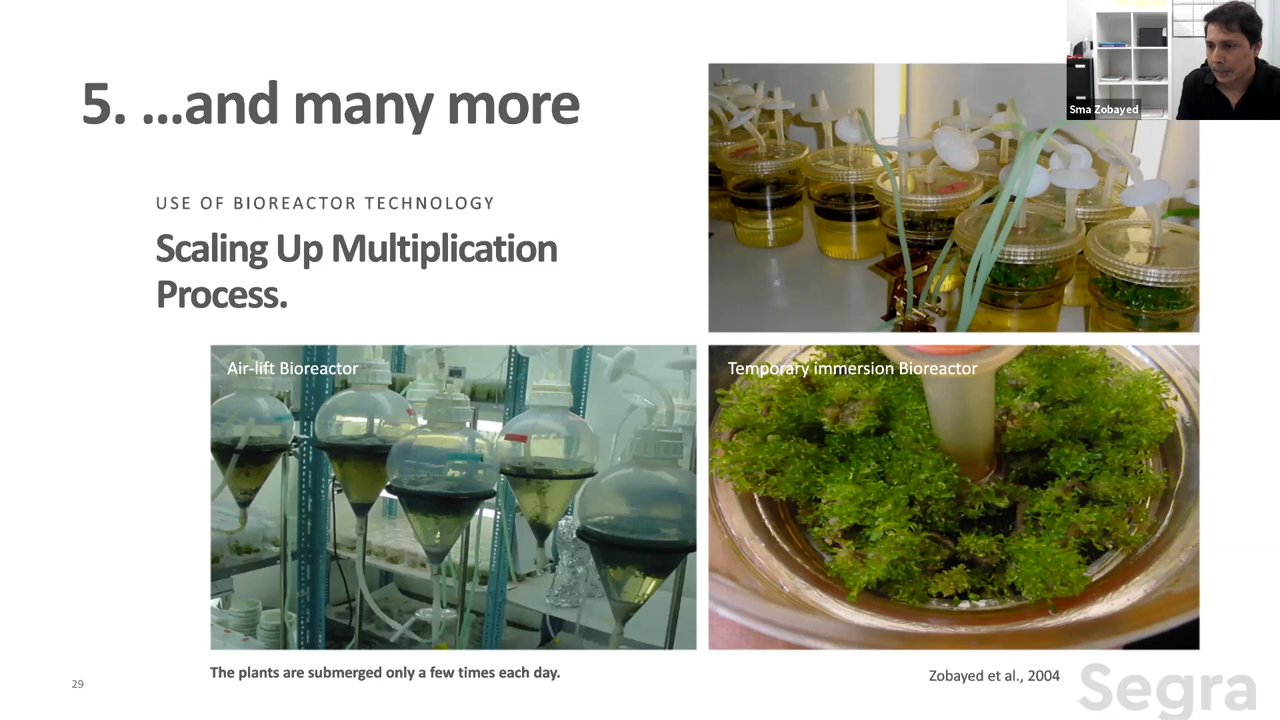 5. ...and many more
USE OF BIOREACTOR TECHNOLOGY
Scaling Up Multiplication
Process.
Sma Zobayed
Air-lift Bioreactor
Temporary immersion Bioreactor
The plants are submerged only a few times each day.
Zobayed et al., 2004
29
Segra